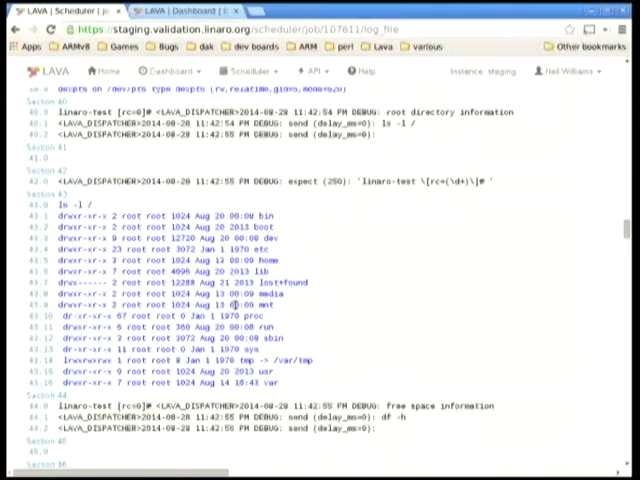 LAVA | Scheduler | jo
LAVA | Dashboard | E
https://staging.validation.linaro.org/scheduler/job/107611/log_file
Apps ARMv8 Games Bugs dak dev boards ARM perl Lava various Other bookmarks
LAVA Home Dashboard Scheduler API Help Instance: staging Neil Williams
devpts on /dev/pts type devpts
Section 40
40.0 linaro-test [rc=0]# <LAVA_DISPATCHER>2014-08-28 11:42:54 PM DEBUG: root directory information
40.1 <LAVA_DISPATCHER>2014-08-28 11:42:54 PM DEBUG: send (delay_ms=0): ls -l /
40.2 <LAVA_DISPATCHER>2014-08-28 11:42:55 PM DEBUG: send (delay_ms=0):
Section 41
41.0
Section 42
42.0 <LAVA_DISPATCHER>2014-08-28 11:42:55 PM DEBUG: expect (250): 'linaro-test \[rc=(\d+)\]# '
Section 43
43.0 ls -l /
43.1 drwxr-xr-x 2 root root 1024 Aug 20 00:08 bin
43.2 drwxr-xr-x 2 root root 1024 Aug 20 2013 boot
43.3 drwxr-xr-x 9 root root 12720 Aug 20 00:08 dev
43.4 drwxr-xr-x 23 root root 3072 Jan 1 1970 etc
43.5 drwxr-xr-x 3 root root 1024 Aug 13 00:09 home
43.6 drwxr-xr-x 7 root root 4096 Aug 20 2013 lib
43.7 drwx------ 2 root root 12288 Aug 21 2013 lost+found
43.8 drwxr-xr-x 2 root root 1024 Aug 13 00:09 media
43.9 drwxr-xr-x 2 root root 1024 Aug 13 00:09 mnt
43.10 dr-xr-xr-x 67 root root 0 Jan 1 1970 proc
43.11 drwxr-xr-x 6 root root 360 Aug 20 00:08 run
43.12 drwxr-xr-x 2 root root 3072 Aug 20 00:08 sbin
43.13 dr-xr-xr-x 11 root root 0 Jan 1 1970 sys
43.14 lrwxrwxrwx 1 root root 8 Jan 1 1970 tmp -> /var/tmp
43.15 drwxr-xr-x 9 root root 1024 Aug 20 2013 usr
43.16 drwxr-xr-x 7 root root 1024 Aug 14 16:43 var
Section 44
44.0 linaro-test [rc=0]# <LAVA_DISPATCHER>2014-08-28 11:42:55 PM DEBUG: free space information
44.1 <LAVA_DISPATCHER>2014-08-28 11:42:55 PM DEBUG: send (delay_ms=0): df -h
44.2 <LAVA_DISPATCHER>2014-08-28 11:42:55 PM DEBUG: send (delay_ms=0):
Section 45
45.0
Section 46